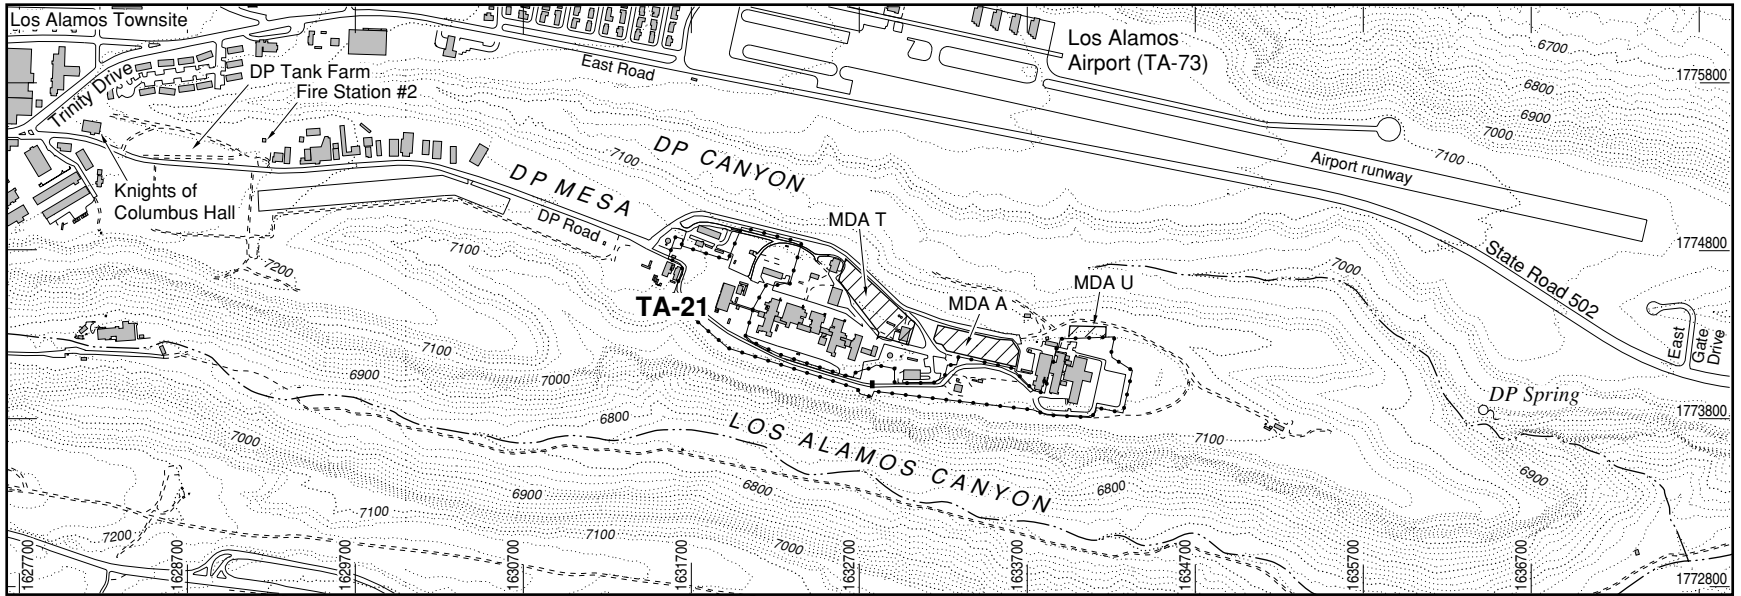 Los Alamos Townsite
Trinity Drive
DP Tank Farm
Fire Station #2
Knights of
Columbus Hall
East Road
Los Alamos
Airport (TA-73)
6700
6800
6900
7000
7100
1775800
Airport runway
DP CANYON
7100
DP MESA
DP Road
7100
7200
MDA T
MDA A
MDA U
TA-21
7000
1774800
State Road 502
East
Gate
Drive
DP Spring
1773800
7100
6900
7000
6800
7000
LOS ALAMOS CANYON
7100
6900
6900
6800
6800
7100
7100
7000
7200
1627700
1628700
1629700
1630700
1631700
1632700
1633700
1634700
1635700
1636700
1772800